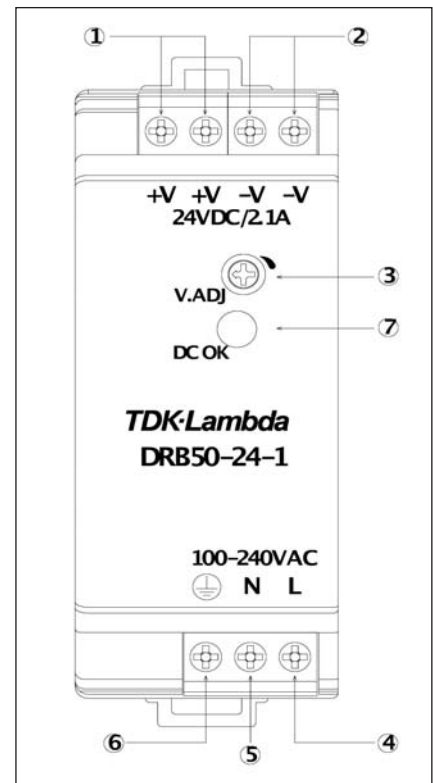 ① ②
+V +V −V −V
24VDC/2.1A
③
V.ADJ
⑦
DC OK
TDK·Lambda
DRB50−24−1
100−240VAC
N L
⑥ ⑤ ④